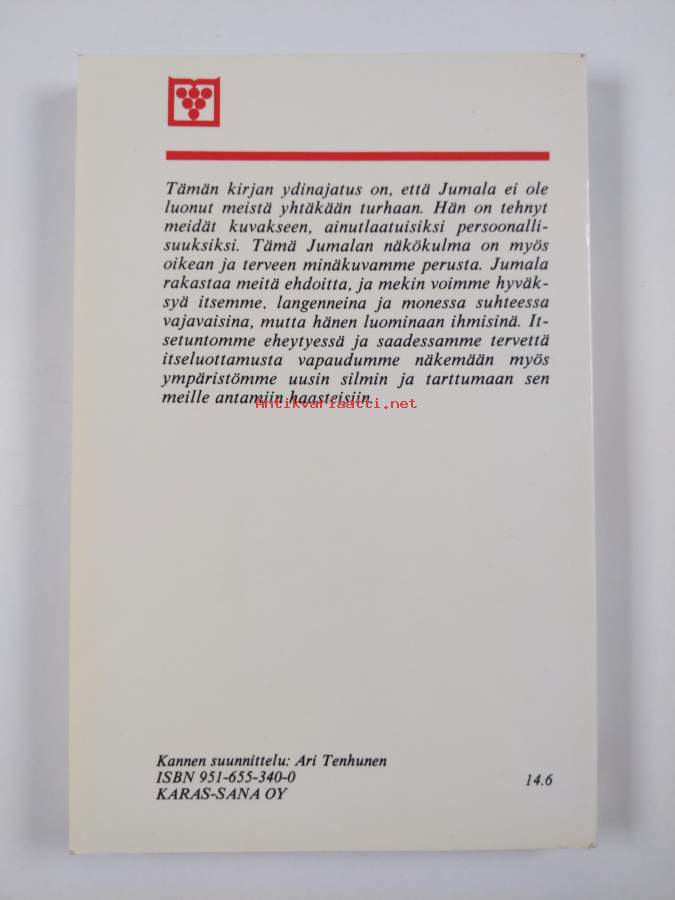 Tämän kirjan ydinajatus on, että Jumala ei ole
luonut meistä yhtäkään turhaan. Hän on tehnyt
meidät kuvakseen, ainutlaatuisiksi persoonalli-
suuksiksi. Tämä Jumalan näkökulma on myös
oikean ja terveen minäkuvamme perusta. Jumala
rakastaa meitä ehdoitta, ja mekin voimme hyväk-
syä itsemme, langenneina ja monessa suhteessa
vajavaisina, mutta hänen luominaan ihmisinä. It-
setuntomme eheytyessä ja saadessamme tervettä
itseluottamusta vapaudumme näkemään myös
ympäristömme uusin silmin ja tarttumaan sen
meille antamiin haasteisiin.
Antikvariaatti.net
Kannen suunnittelu: Ari Tenhunen
ISBN 951-655-340-0
KARAS-SANA OY
14.6